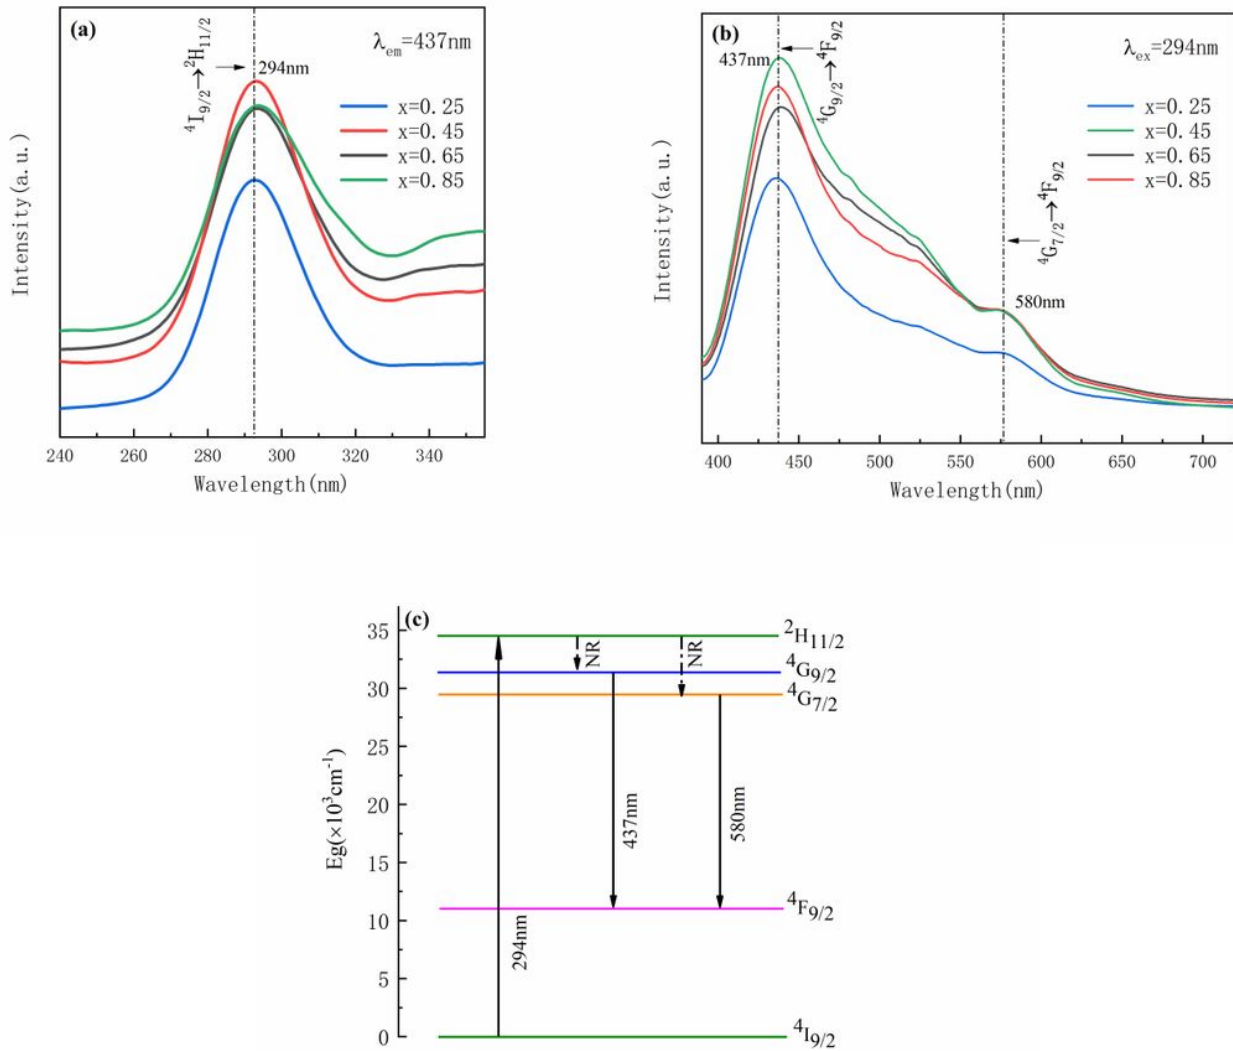 (a)
λem=437nm
⁴I₉/₂→²H₁₁/₂
294nm
x=0.25
x=0.45
x=0.65
x=0.85
Intensity(a.u.)
240 260 280 300 320 340
Wavelength(nm)
(b)
λex=294nm
437nm
⁴G₉/₂→⁴F₉/₂
x=0.25
x=0.45
x=0.65
x=0.85
⁴G₇/₂→⁴F₉/₂
580nm
Intensity(a.u.)
400 450 500 550 600 650 700
Wavelength(nm)
(c)
35
30
25
20
15
10
5
0
Eg(×10³cm⁻¹)
²H₁₁/₂
NR
NR
⁴G₉/₂
⁴G₇/₂
437nm
580nm
⁴F₉/₂
294nm
⁴I₉/₂